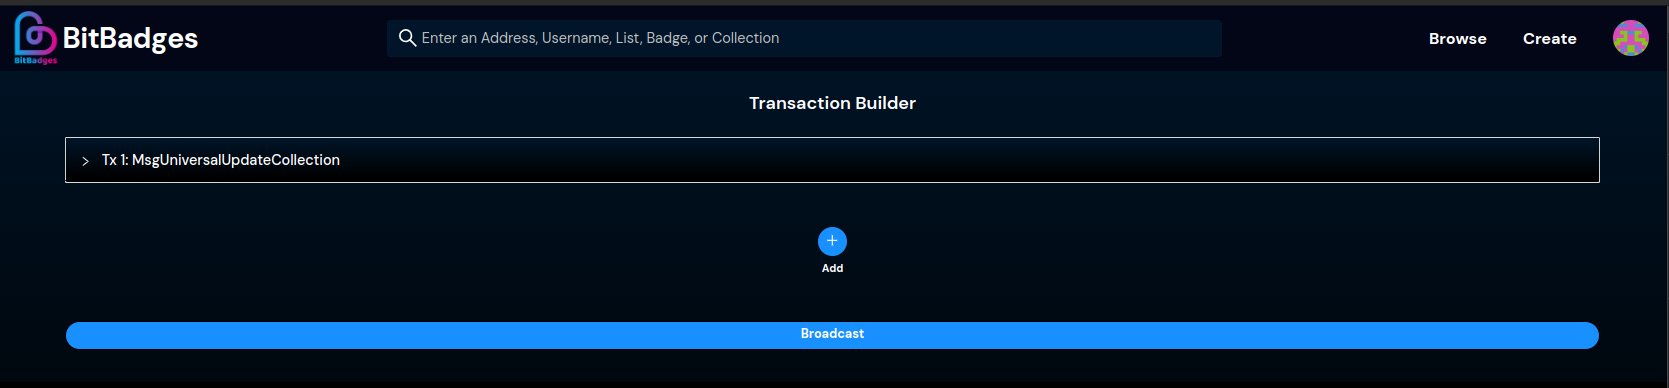 BitBadges
BitBadges
Enter an Address, Username, List, Badge, or Collection
Browse
Create
Transaction Builder
Tx 1: MsgUniversalUpdateCollection
Add
Broadcast